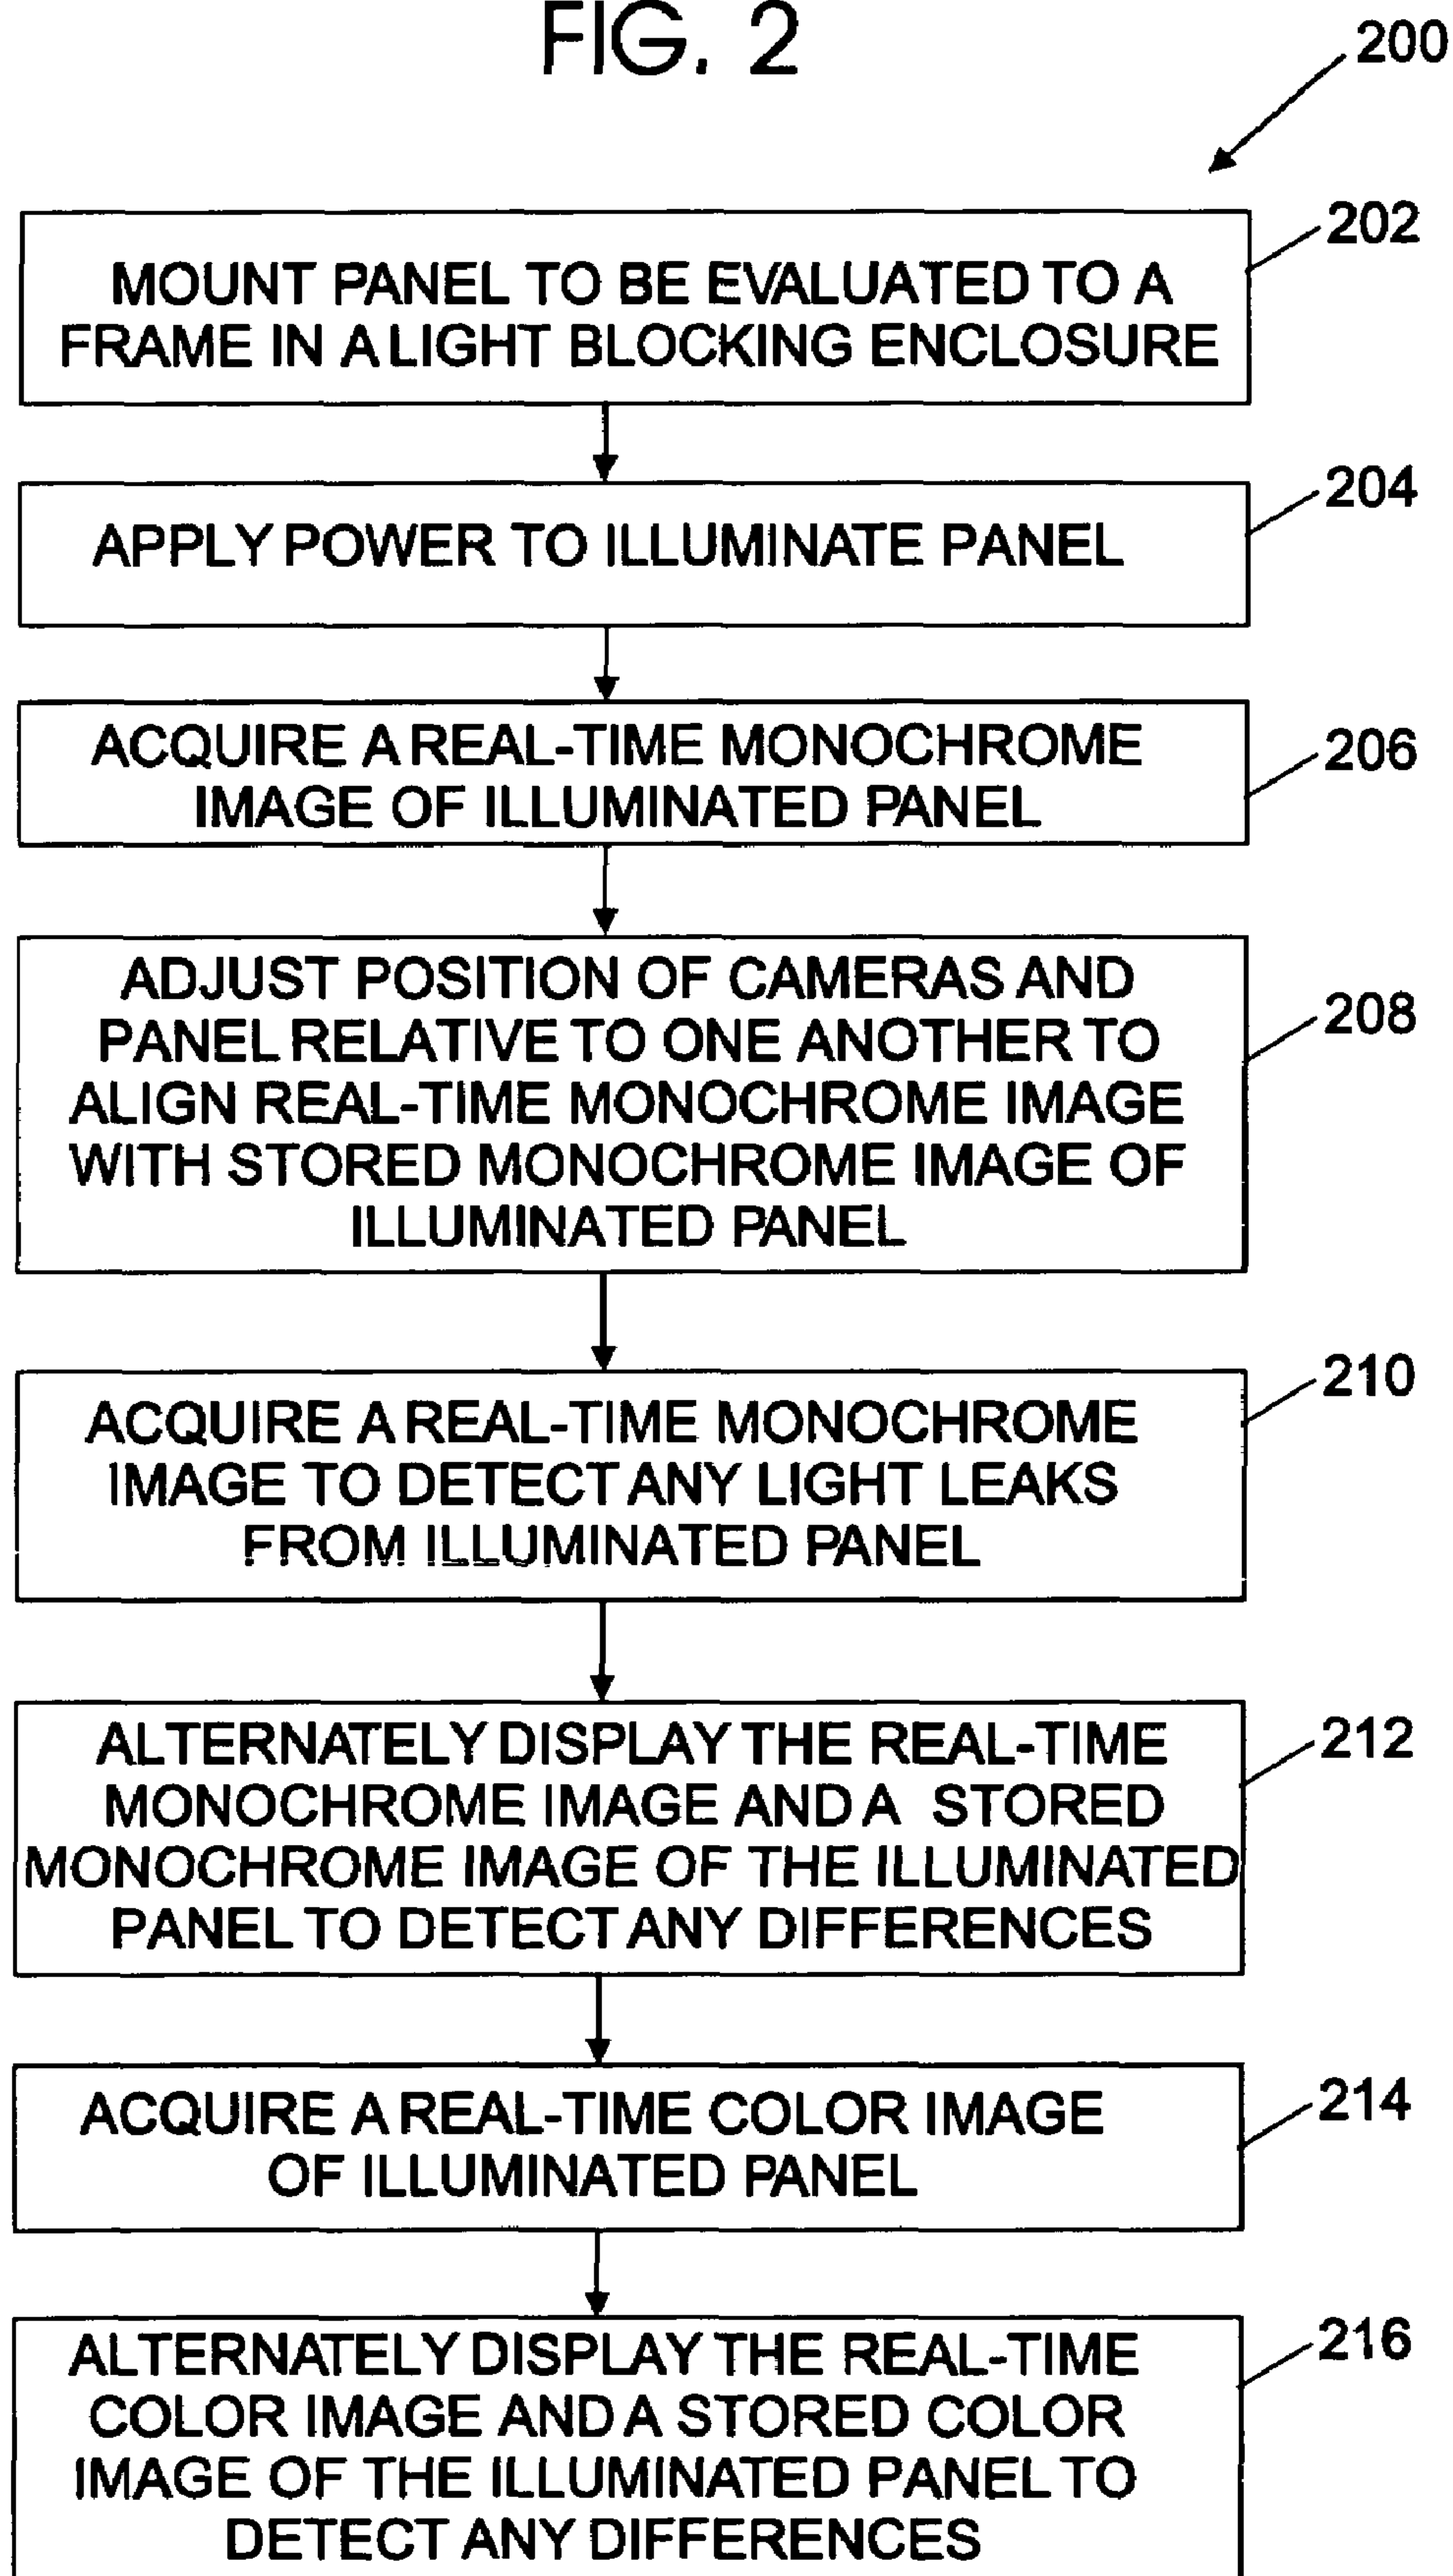 FIG. 2
200
202
MOUNT PANEL TO BE EVALUATED TO A
FRAME IN A LIGHT BLOCKING ENCLOSURE
204
APPLY POWER TO ILLUMINATE PANEL
206
ACQUIRE A REAL-TIME MONOCHROME
IMAGE OF ILLUMINATED PANEL
208
ADJUST POSITION OF CAMERAS AND
PANEL RELATIVE TO ONE ANOTHER TO
ALIGN REAL-TIME MONOCHROME IMAGE
WITH STORED MONOCHROME IMAGE OF
ILLUMINATED PANEL
210
ACQUIRE A REAL-TIME MONOCHROME
IMAGE TO DETECT ANY LIGHT LEAKS
FROM ILLUMINATED PANEL
212
ALTERNATELY DISPLAY THE REAL-TIME
MONOCHROME IMAGE AND A STORED
MONOCHROME IMAGE OF THE ILLUMINATED
PANEL TO DETECT ANY DIFFERENCES
214
ACQUIRE A REAL-TIME COLOR IMAGE
OF ILLUMINATED PANEL
216
ALTERNATELY DISPLAY THE REAL-TIME
COLOR IMAGE AND A STORED COLOR
IMAGE OF THE ILLUMINATED PANEL TO
DETECT ANY DIFFERENCES